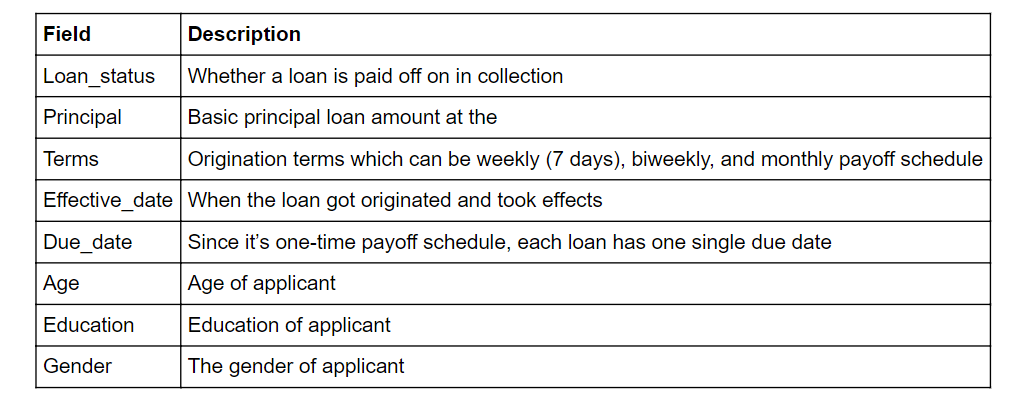 Field Description
Loan_status Whether a loan is paid off on in collection
Principal Basic principal loan amount at the
Terms Origination terms which can be weekly (7 days), biweekly, and monthly payoff schedule
Effective_date When the loan got originated and took effects
Due_date Since it’s one-time payoff schedule, each loan has one single due date
Age Age of applicant
Education Education of applicant
Gender The gender of applicant